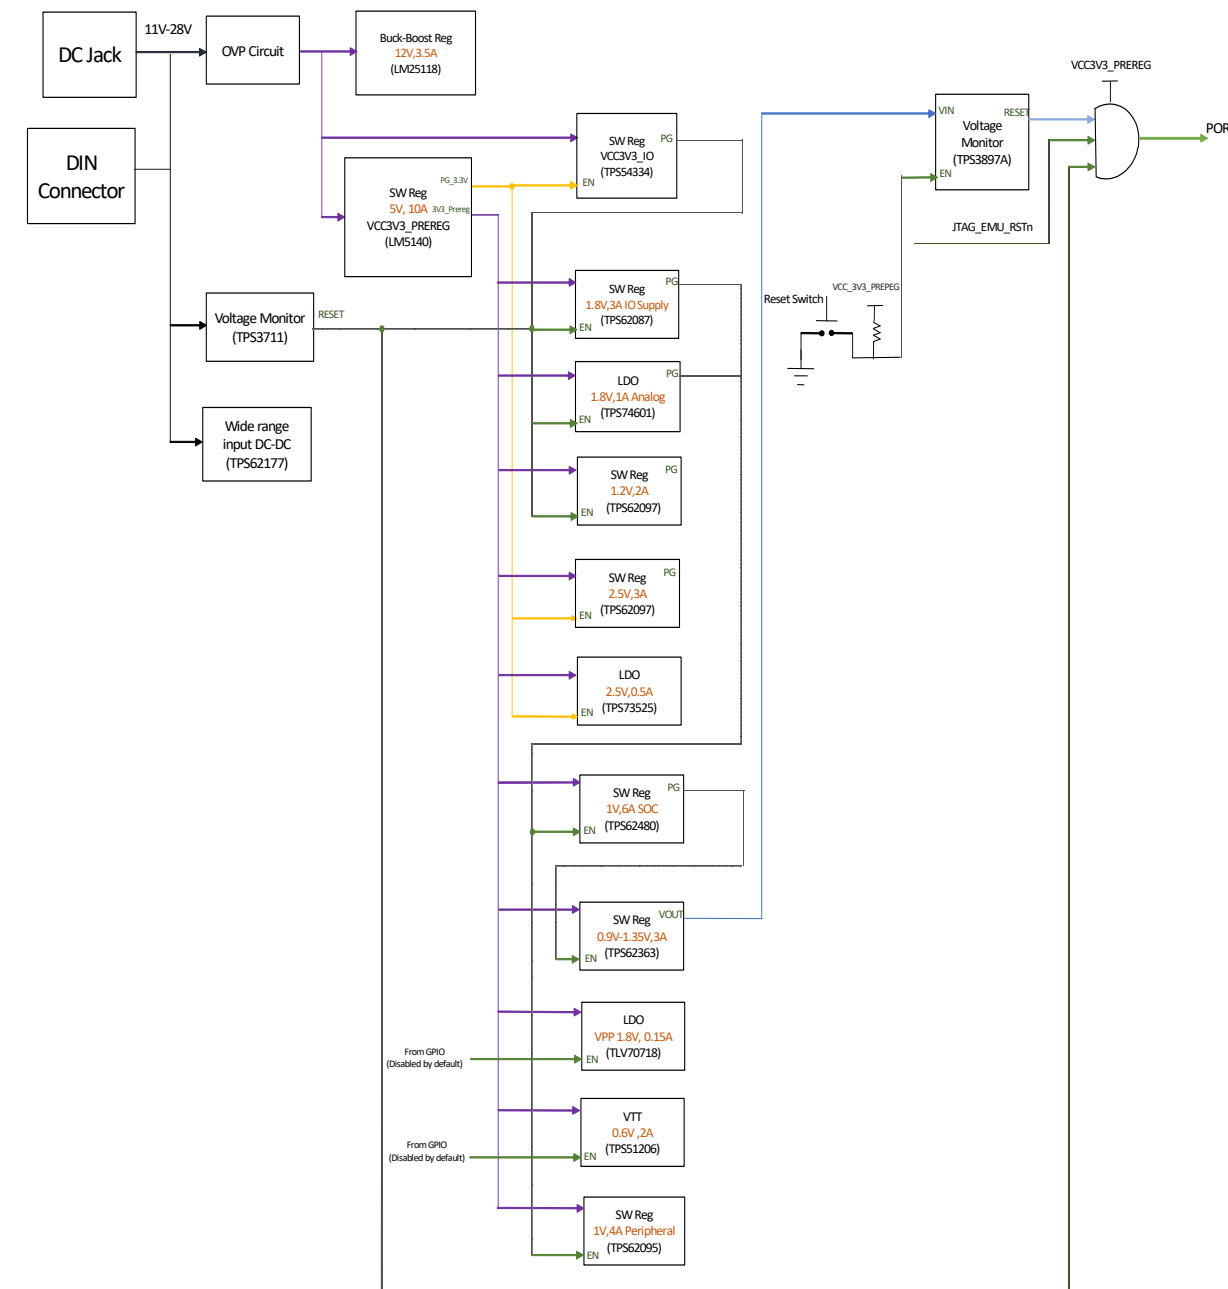 11V-28V
DC Jack
OVP Circuit
Buck-Boost Reg
12V,3.5A
(LM25118)
DIN
Connector
SW Reg
5V, 10A
VCC3V3_PREREG
(LM5140)
PG_3.3V
3V3_Prereg
SW Reg
VCC3V3_IO
(TPS54334)
PG
EN
VIN
RESET
Voltage
Monitor
(TPS3897A)
EN
VCC3V3_PREREG
POR
JTAG_EMU_RSTn
VCC_3V3_PREPEG
Reset Switch
Voltage Monitor
(TPS3711)
RESET
SW Reg
1.8V,3A IO Supply
(TPS62087)
PG
EN
LDO
1.8V,1A Analog
(TPS74601)
PG
EN
Wide range
input DC-DC
(TPS62177)
SW Reg
1.2V,2A
(TPS62097)
PG
EN
SW Reg
2.5V,3A
(TPS62097)
PG
EN
LDO
2.5V,0.5A
(TPS73525)
EN
SW Reg
1V,6A SOC
(TPS62480)
PG
EN
SW Reg
0.9V-1.35V,3A
(TPS62363)
VOUT
EN
LDO
VPP 1.8V, 0.15A
(TLV70718)
EN
From GPIO
(Disabled by default)
VTT
0.6V ,2A
(TPS51206)
EN
From GPIO
(Disabled by default)
SW Reg
1V,4A Peripheral
(TPS62095)
EN